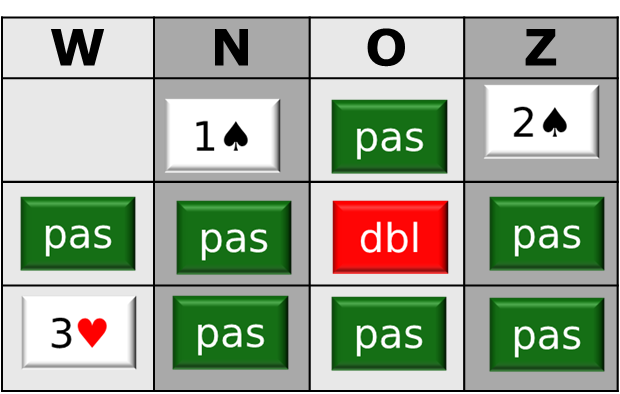 W N O Z
1♠ pas 2♠
pas pas dbl pas
3♥ pas pas pas